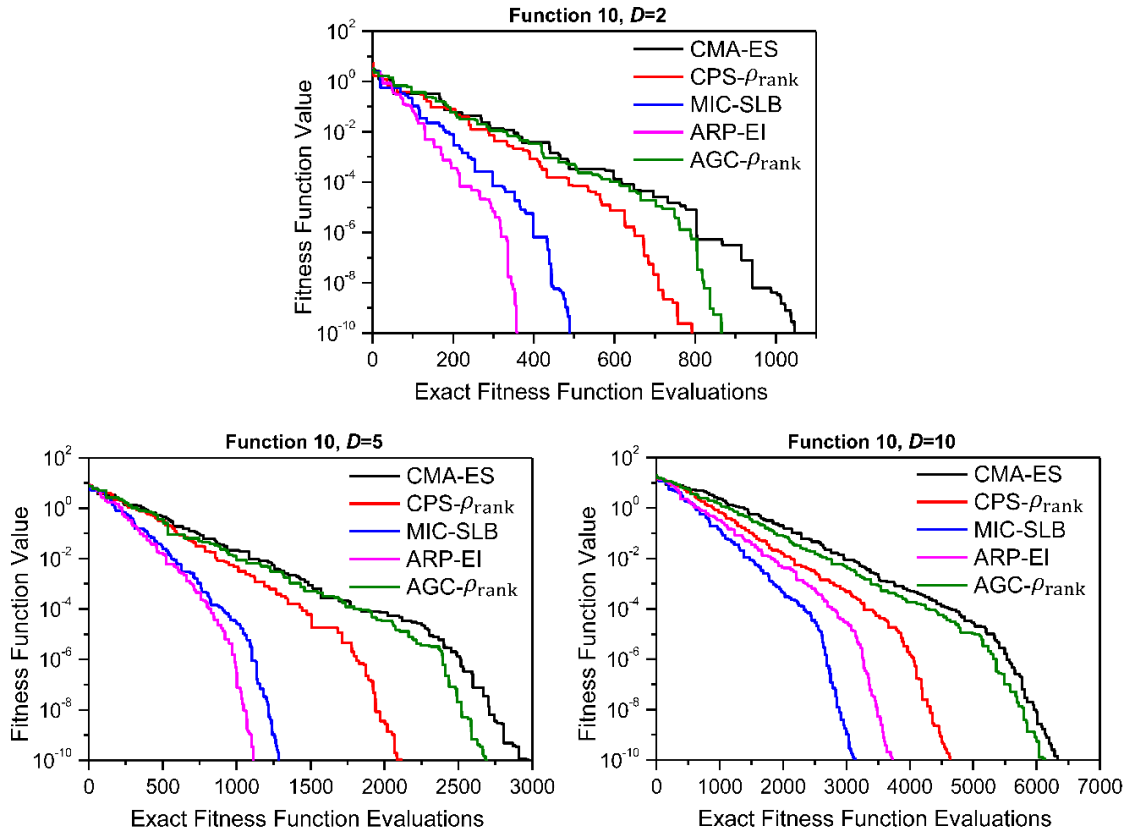 Function 10, D=2
Fitness Function Value
10^2
10^0
10^-2
10^-4
10^-6
10^-8
10^-10
CMA-ES
CPS-ρrank
MIC-SLB
ARP-EI
AGC-ρrank
0 200 400 600 800 1000
Exact Fitness Function Evaluations
Function 10, D=5
Fitness Function Value
10^2
10^0
10^-2
10^-4
10^-6
10^-8
10^-10
CMA-ES
CPS-ρrank
MIC-SLB
ARP-EI
AGC-ρrank
0 500 1000 1500 2000 2500 3000
Exact Fitness Function Evaluations
Function 10, D=10
Fitness Function Value
10^2
10^0
10^-2
10^-4
10^-6
10^-8
10^-10
CMA-ES
CPS-ρrank
MIC-SLB
ARP-EI
AGC-ρrank
0 1000 2000 3000 4000 5000 6000 7000
Exact Fitness Function Evaluations